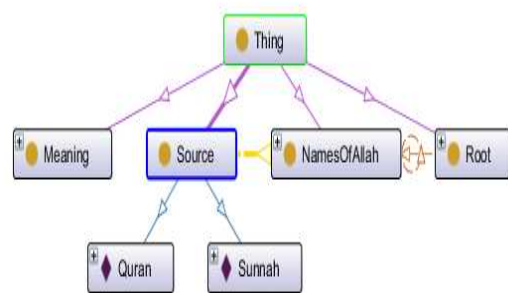 Thing
Meaning
Source
NamesOfAllah
Root
Quran
Sunnah